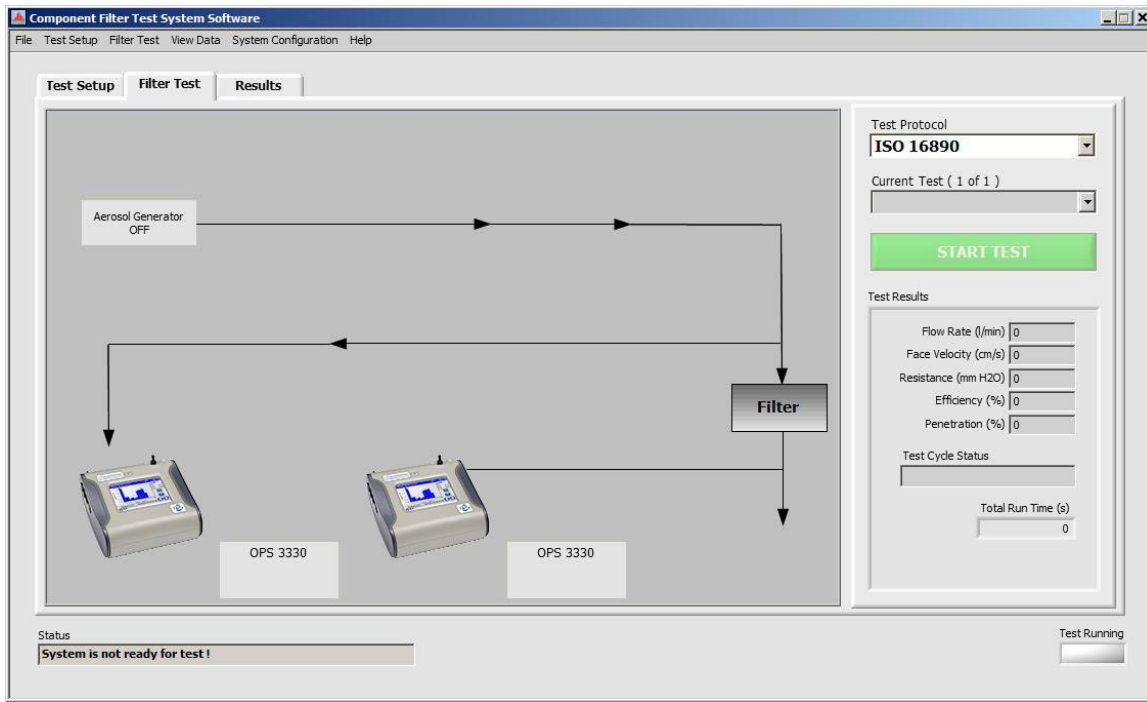 Component Filter Test System Software
File Test Setup Filter Test View Data System Configuration Help
Test Setup Filter Test Results
Aerosol Generator
OFF
Filter
OPS 3330
OPS 3330
Test Protocol
ISO 16890
Current Test ( 1 of 1 )
START TEST
Test Results
Flow Rate (l/min) 0
Face Velocity (cm/s) 0
Resistance (mm H2O) 0
Efficiency (%) 0
Penetration (%) 0
Test Cycle Status
Total Run Time (s)
0
Status
System is not ready for test !
Test Running